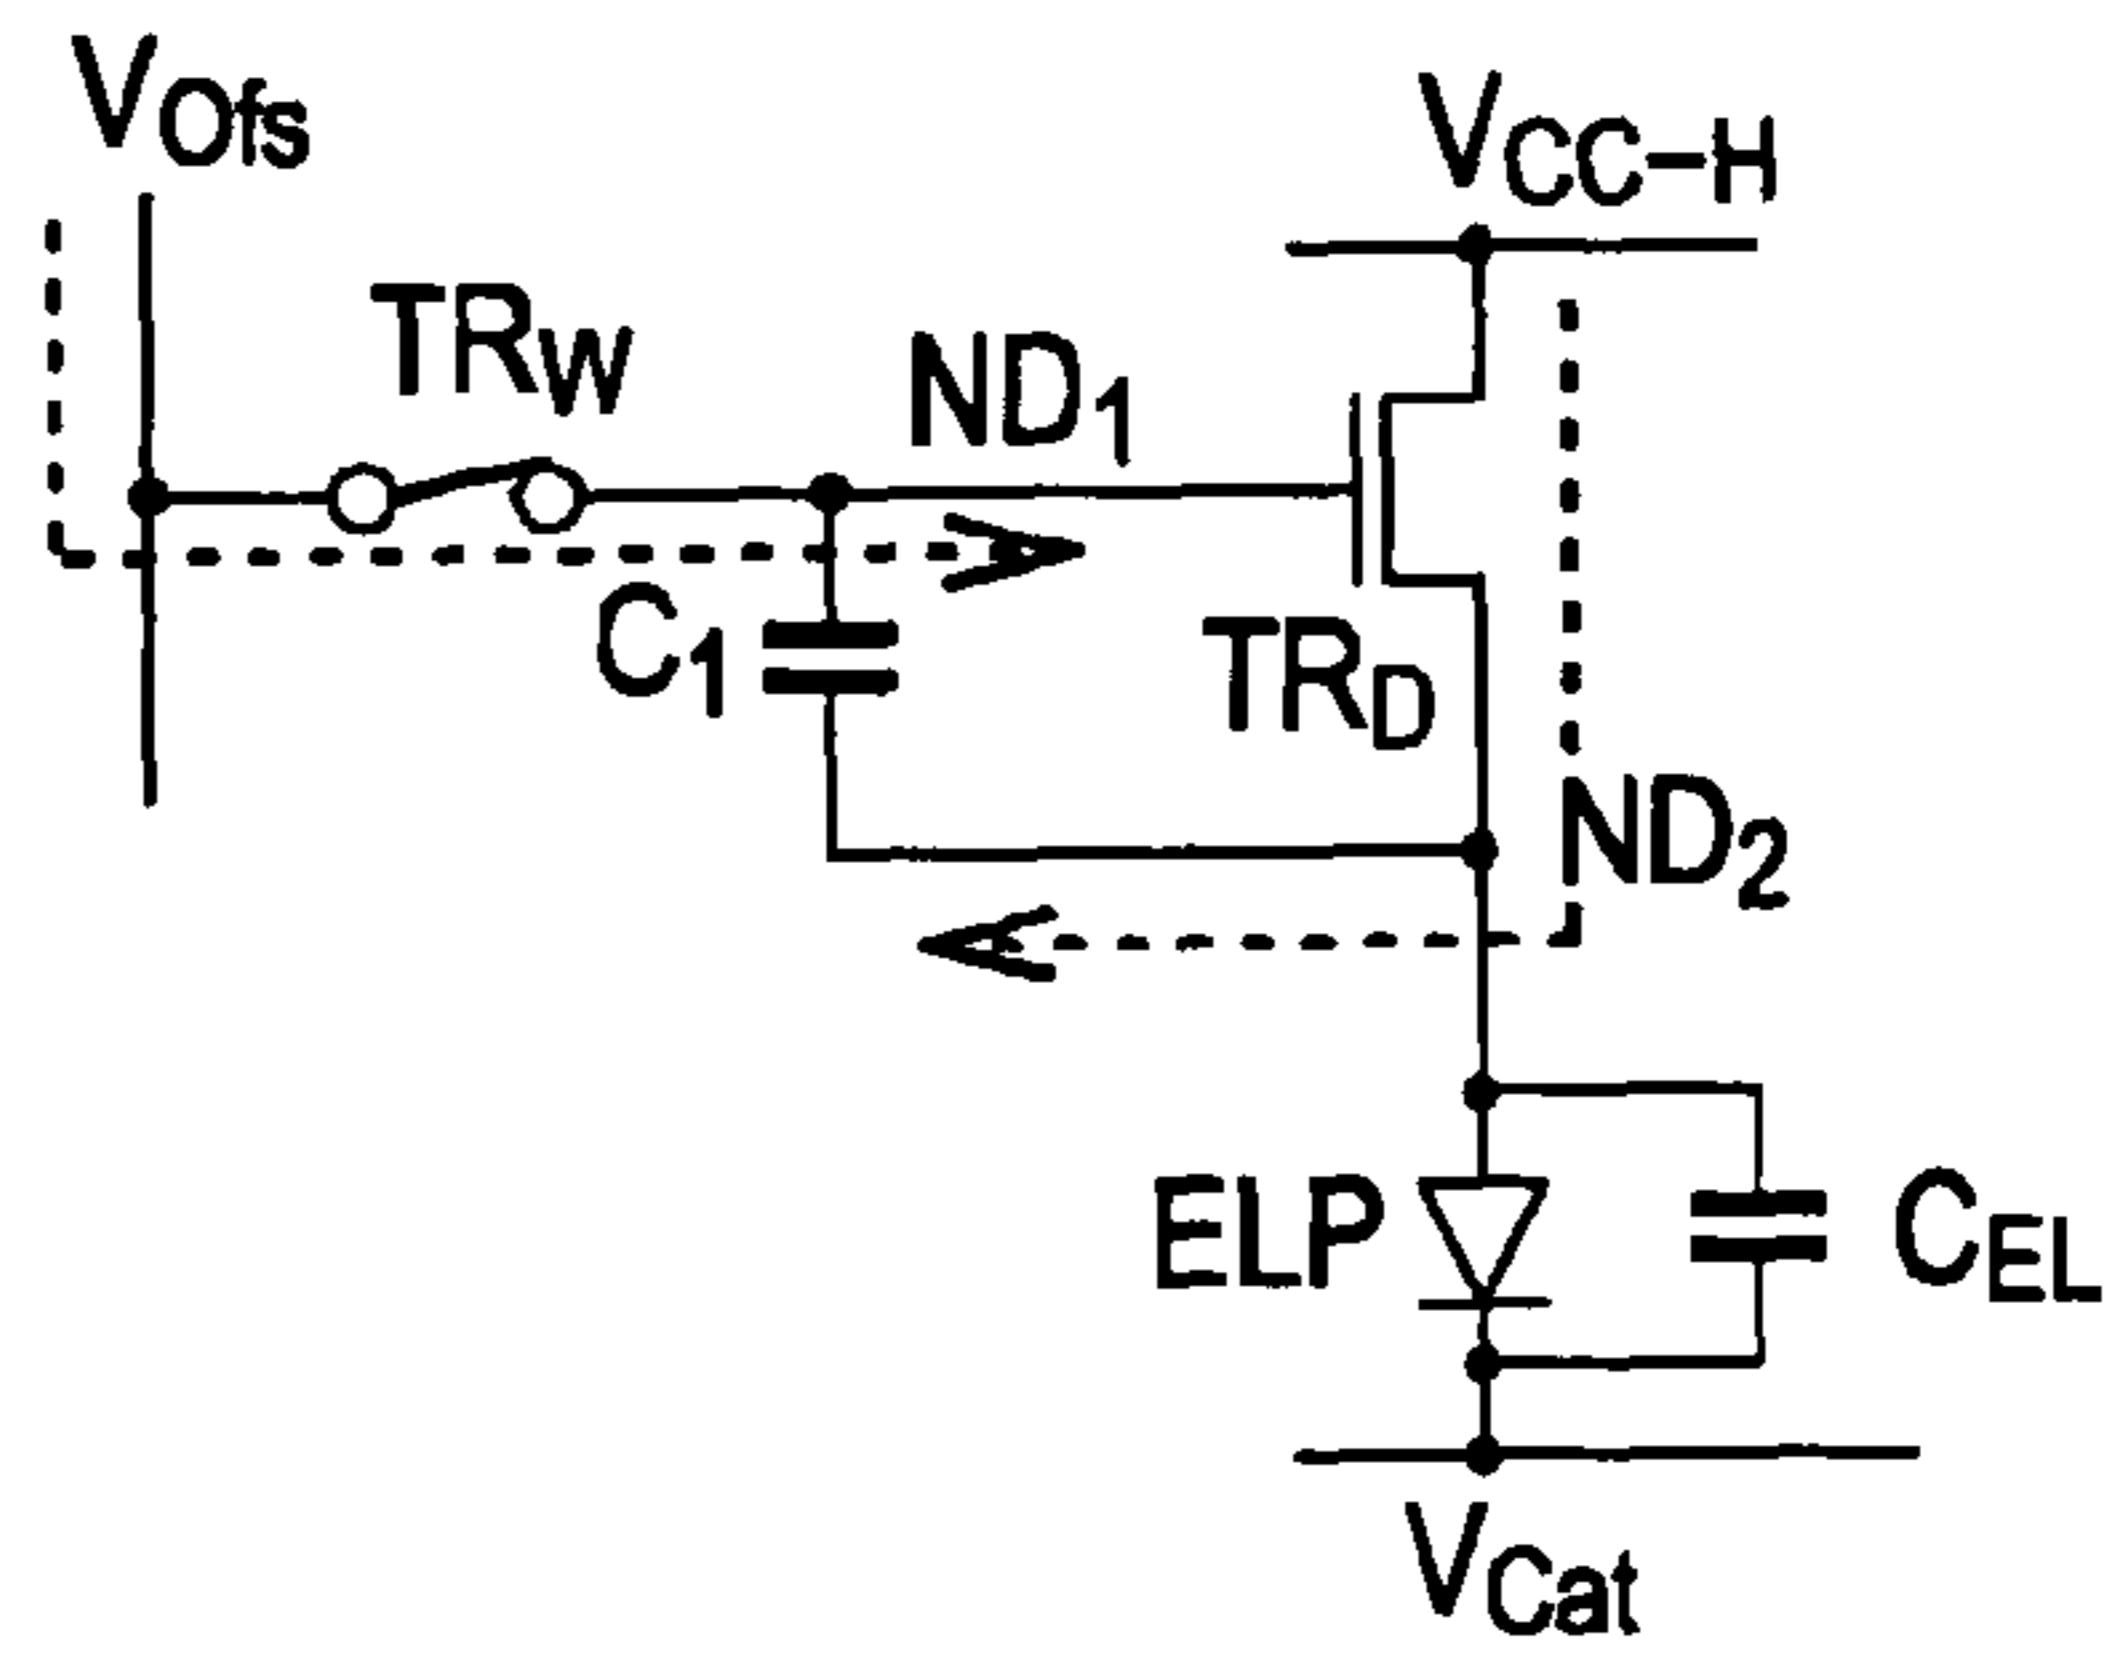 VOfs
VCC-H
TRW
ND1
C1
TRD
ND2
ELP
CEL
VCat